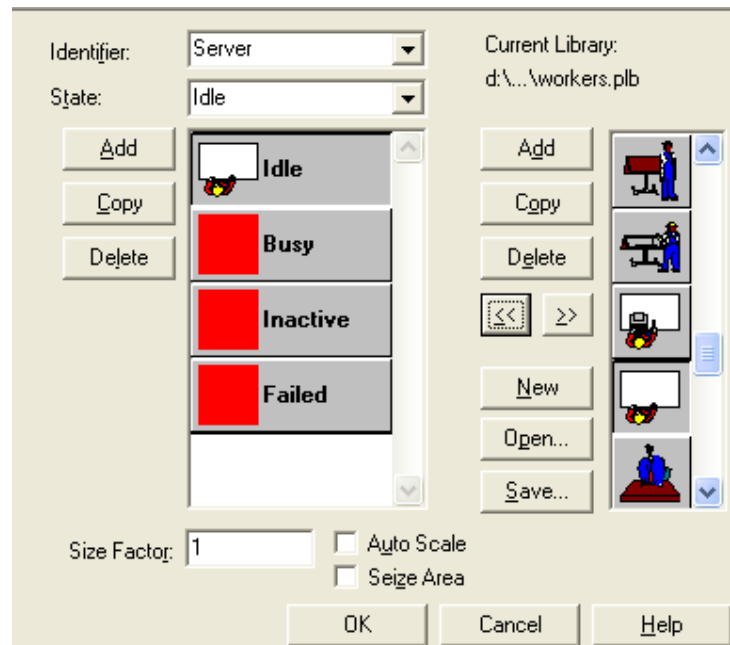 Identifier: Server
Current Library:
d:\...\workers.plb
State: Idle
Add
Copy
Delete
Idle
Busy
Inactive
Failed
Add
Copy
Delete
<< >>
New
Open...
Save...
Size Factor: 1
Auto Scale
Seize Area
OK Cancel Help